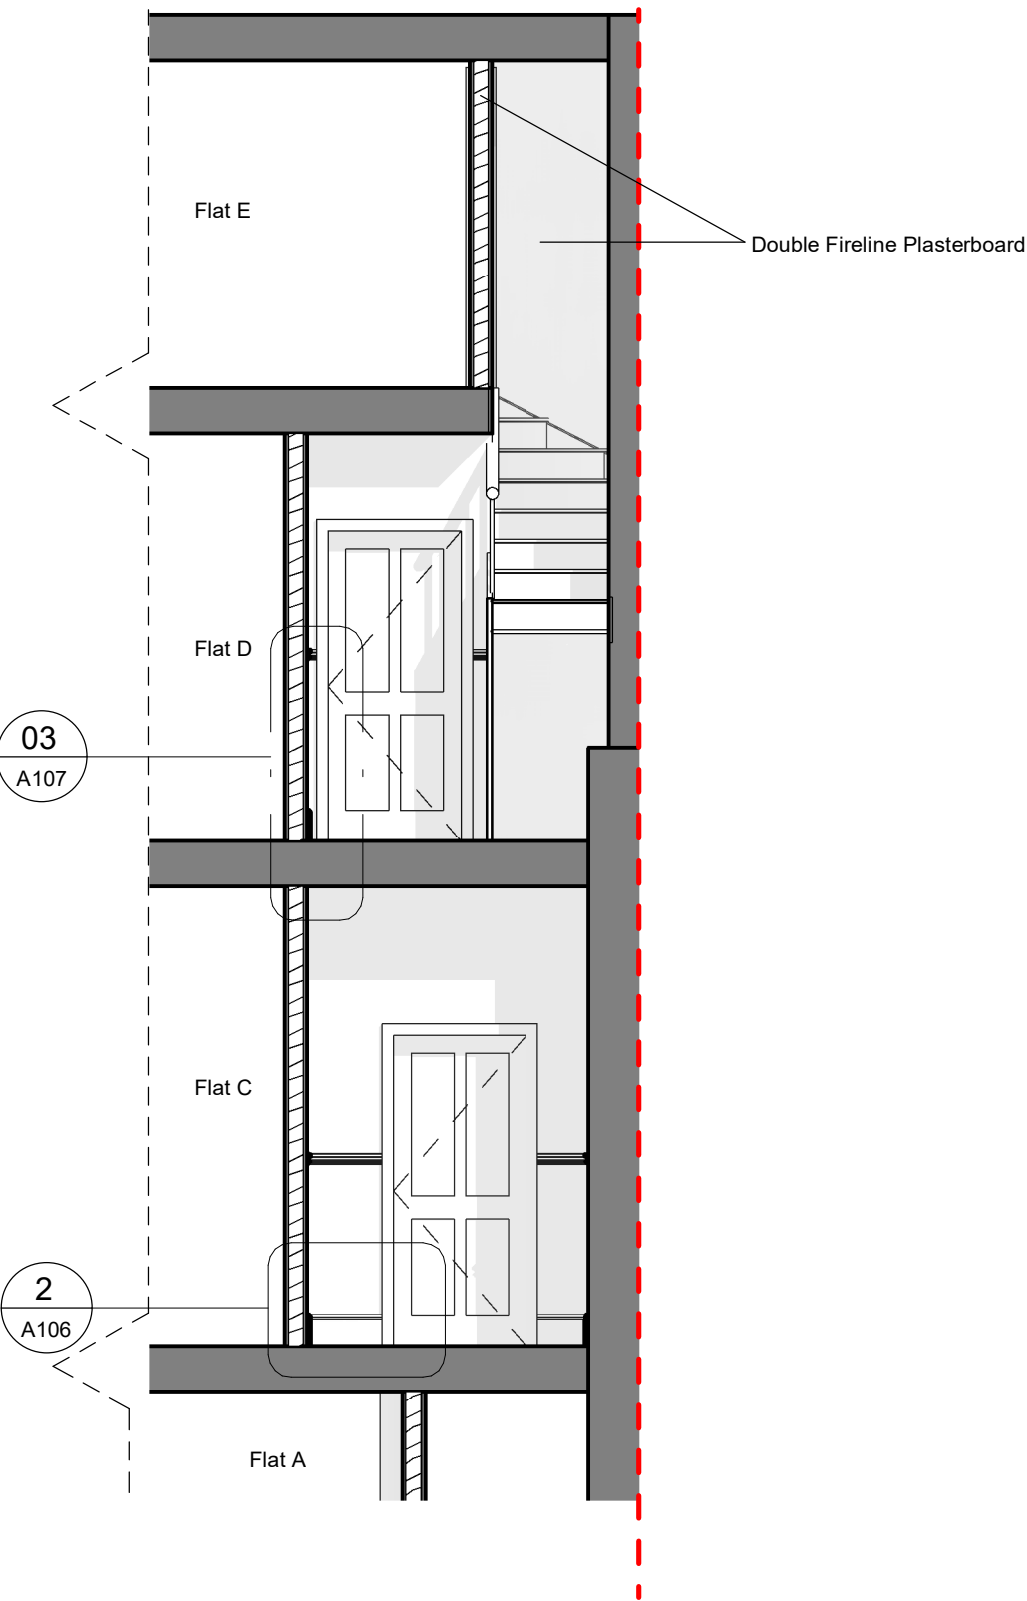 Flat E
Double Fireline Plasterboard
Flat D
03
A107
Flat C
2
A106
Flat A